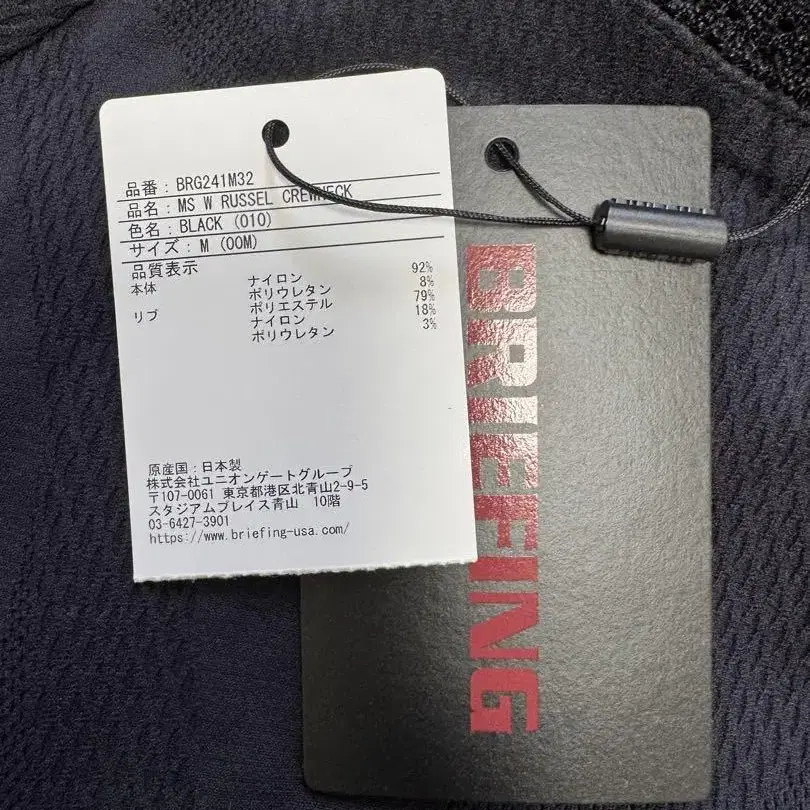 品番：BRG241M32
品名：MS W RUSSEL CREWNECK
色名：BLACK (010)
サイズ：M (00M)
品質表示
本体 ナイロン 92%
ポリウレタン 8%
リブ ポリエステル 79%
ナイロン 18%
ポリウレタン 3%
原産国：日本製
株式会社ユニオンゲートグループ
〒107-0061 東京都港区北青山2-9-5
スタジアムプレイス青山 10階
03-6427-3901
https://www.briefing-usa.com/
BRIEFING